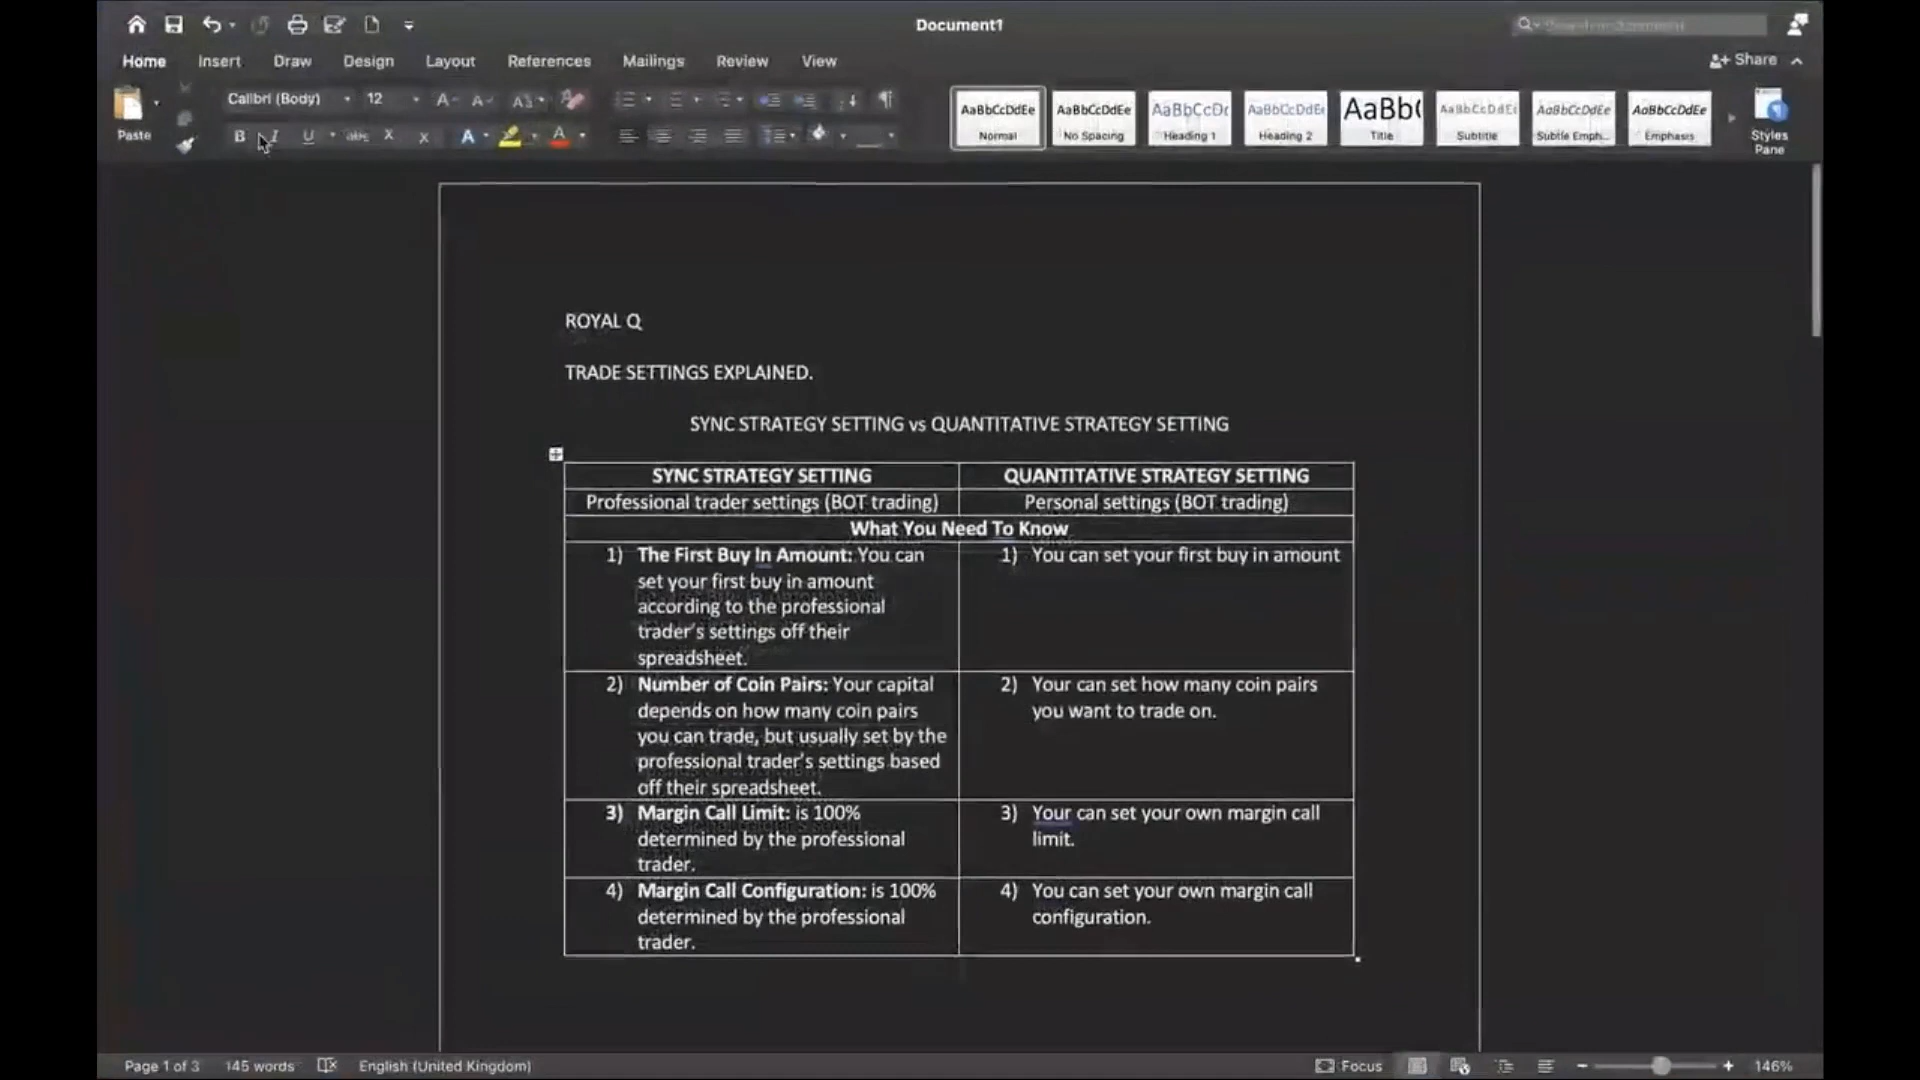 Document1
Home Insert Draw Design Layout References Mailings Review View
Share
Paste
Calibri (Body) 12
AaBbCcDdEe AaBbCcDdEe AaBbCcDc AaBbCcDdEe AaBb( AaBbCcDdEe AaBbCcDdEe AaBbCcDdEe
Normal No Spacing Heading 1 Heading 2 Title Subtitle Subtle Emph... Emphasis
Styles
Pane
ROYAL Q
TRADE SETTINGS EXPLAINED.
SYNC STRATEGY SETTING vs QUANTITATIVE STRATEGY SETTING
SYNC STRATEGY SETTING
QUANTITATIVE STRATEGY SETTING
Professional trader settings (BOT trading)
Personal settings (BOT trading)
What You Need To Know
1) The First Buy In Amount: You can
set your first buy in amount
according to the professional
trader's settings off their
spreadsheet.
1) You can set your first buy in amount
2) Number of Coin Pairs: Your capital
depends on how many coin pairs
you can trade, but usually set by the
professional trader's settings based
off their spreadsheet.
2) Your can set how many coin pairs
you want to trade on.
3) Margin Call Limit: is 100%
determined by the professional
trader.
3) Your can set your own margin call
limit.
4) Margin Call Configuration: is 100%
determined by the professional
trader.
4) You can set your own margin call
configuration.
Page 1 of 3 145 words English (United Kingdom)
Focus
146%